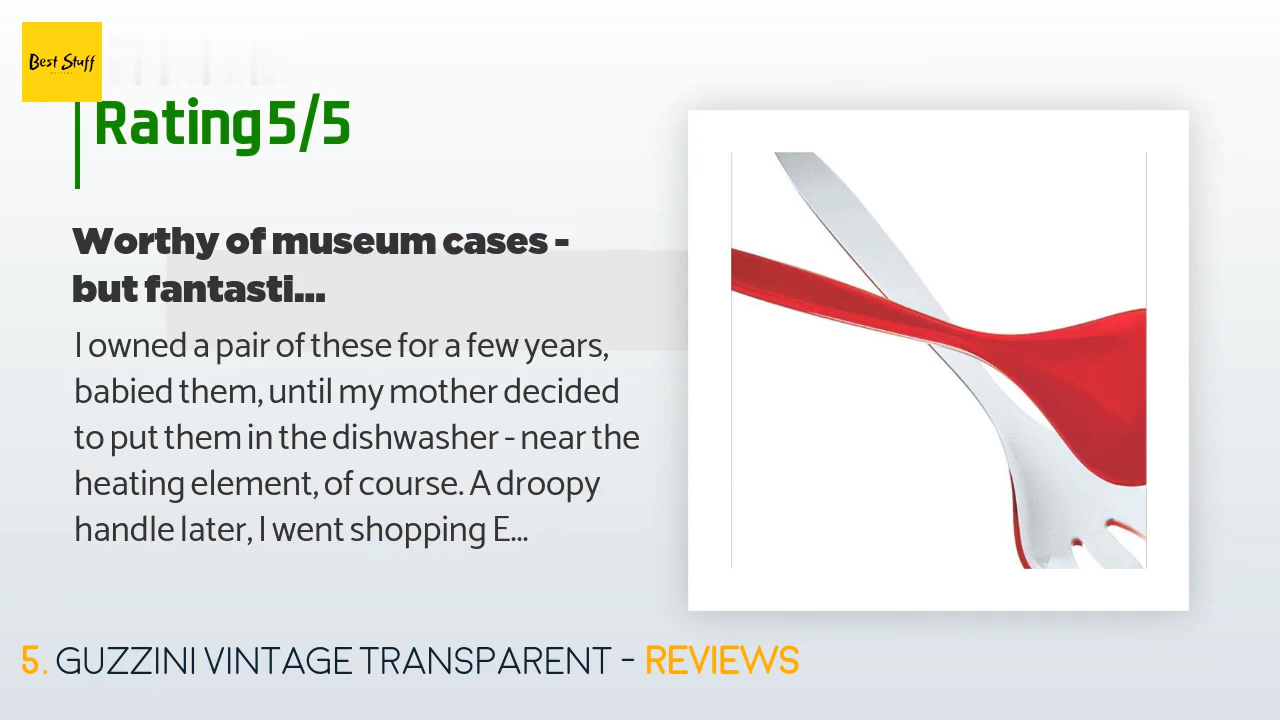 Best Stuff
Rating 5/5
Worthy of museum cases -
but fantasti...
I owned a pair of these for a few years,
babied them, until my mother decided
to put them in the dishwasher - near the
heating element, of course. A droopy
handle later, I went shopping E...
5. GUZZINI VINTAGE TRANSPARENT - REVIEWS